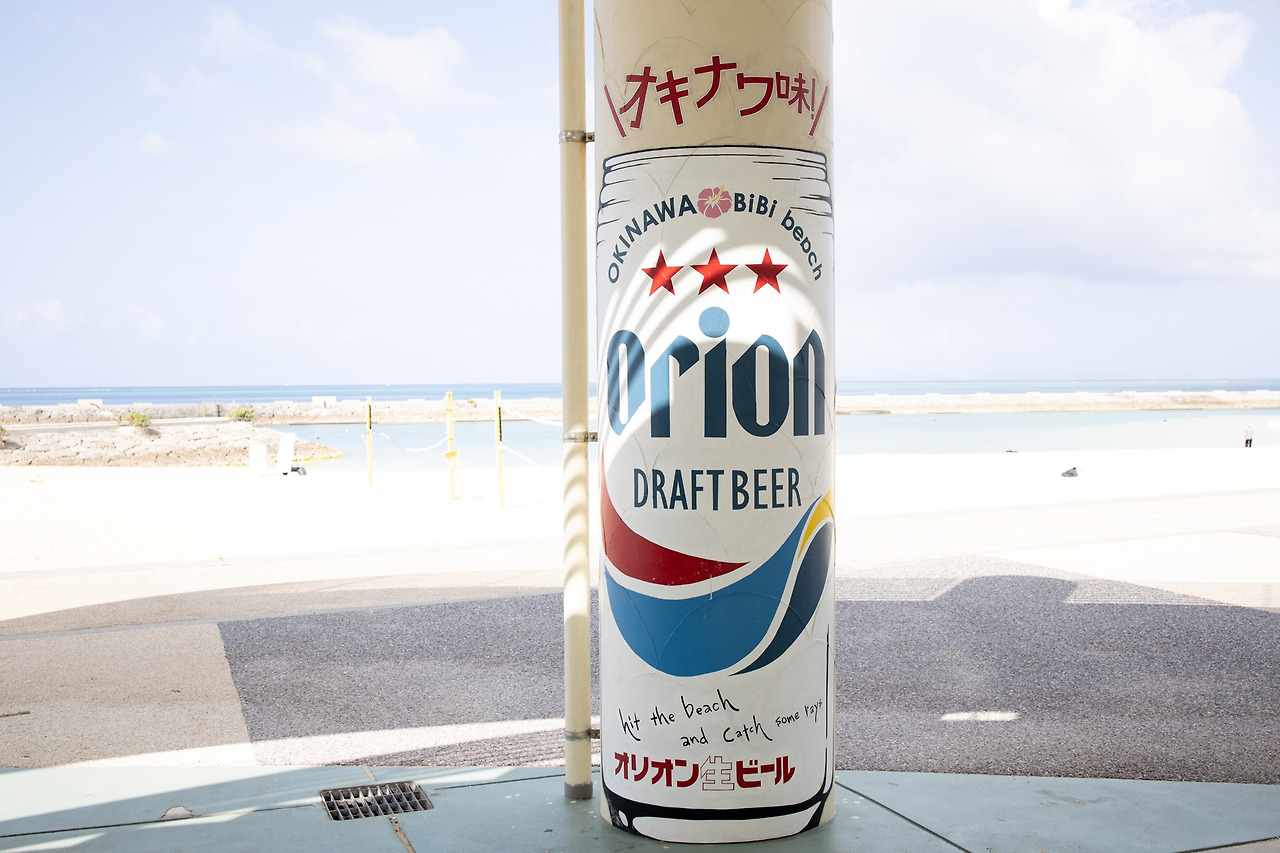 オキナワ味!
OKINAWA BiBi beach
orion
DRAFT BEER
hit the beach
and catch some rays
オリオン生ビール